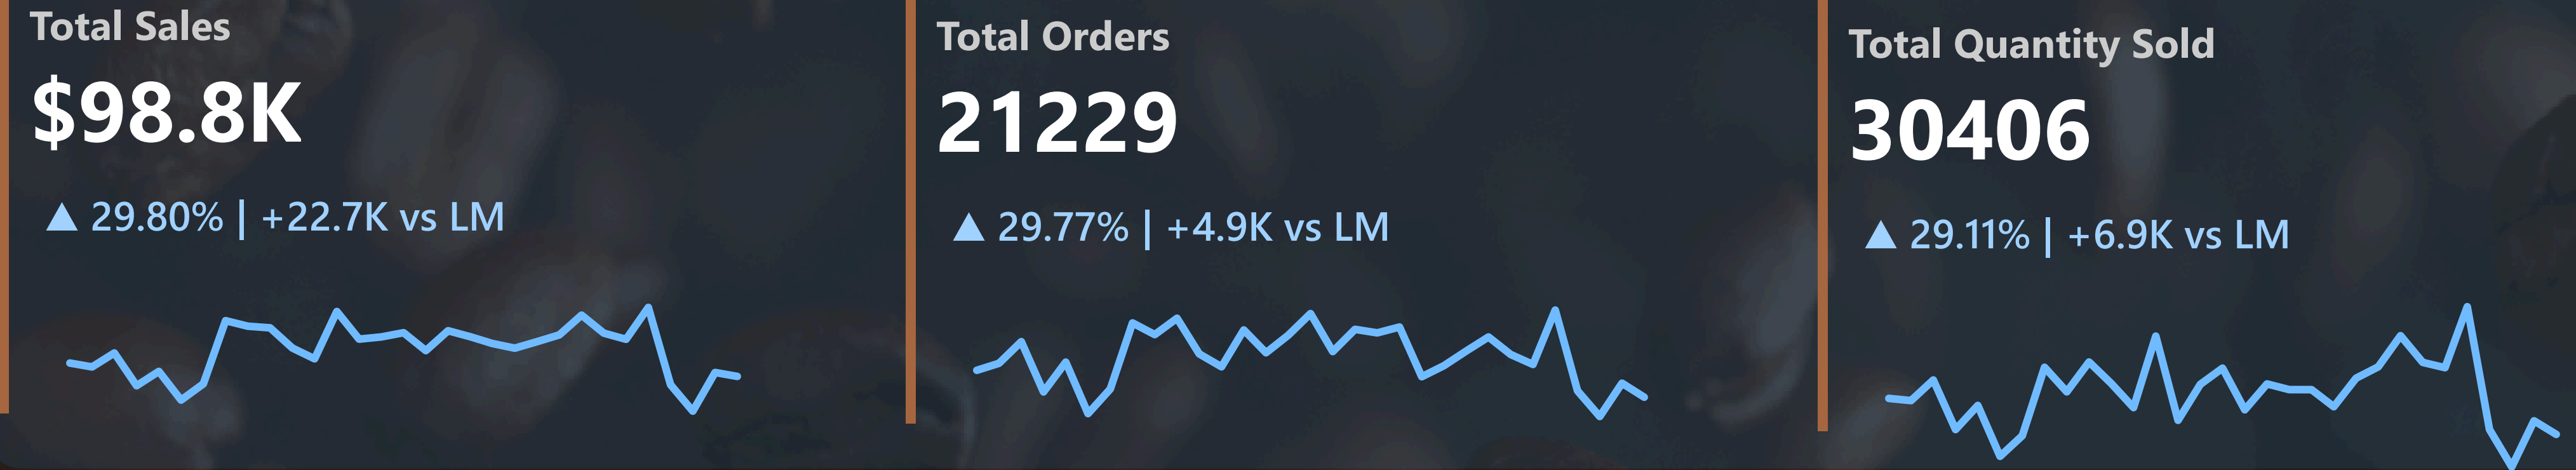 Total Sales
$98.8K
▲ 29.80% | +22.7K vs LM
Total Orders
21229
▲ 29.77% | +4.9K vs LM
Total Quantity Sold
30406
▲ 29.11% | +6.9K vs LM